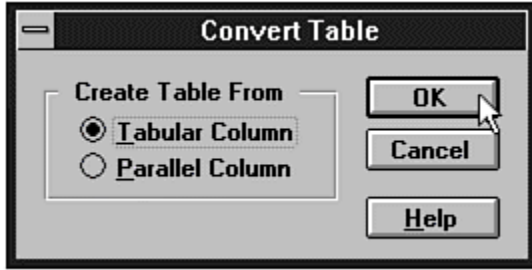 Convert Table
Create Table From
Tabular Column
Parallel Column
OK
Cancel
Help